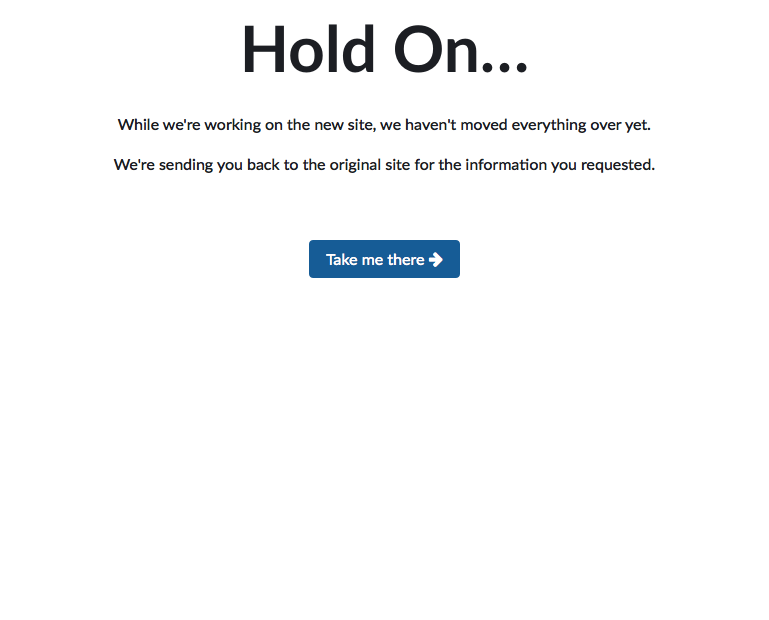 Hold On...
While we're working on the new site, we haven't moved everything over yet.
We're sending you back to the original site for the information you requested.
Take me there